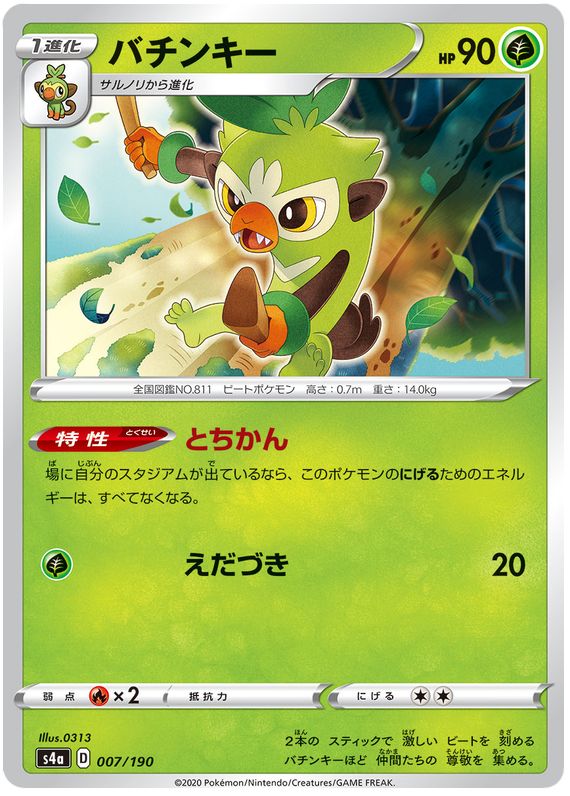 1進化 バチンキー HP90
サルノリから進化
全国図鑑NO.811 ビートポケモン 高さ:0.7m 重さ:14.0kg
特性 とくせい とちかん
場に自分のスタジアムが出ているなら、このポケモンのにげるためのエネル
ギーは、すべてなくなる。
えだづき 20
弱点 ×2 抵抗力 にげる
Illus.0313
s4a D 007/190
2本の スティックで 激しい ビートを 刻める
バチンキーほど 仲間たちの 尊敬を 集める。
©2020 Pokémon/Nintendo/Creatures/GAME FREAK.